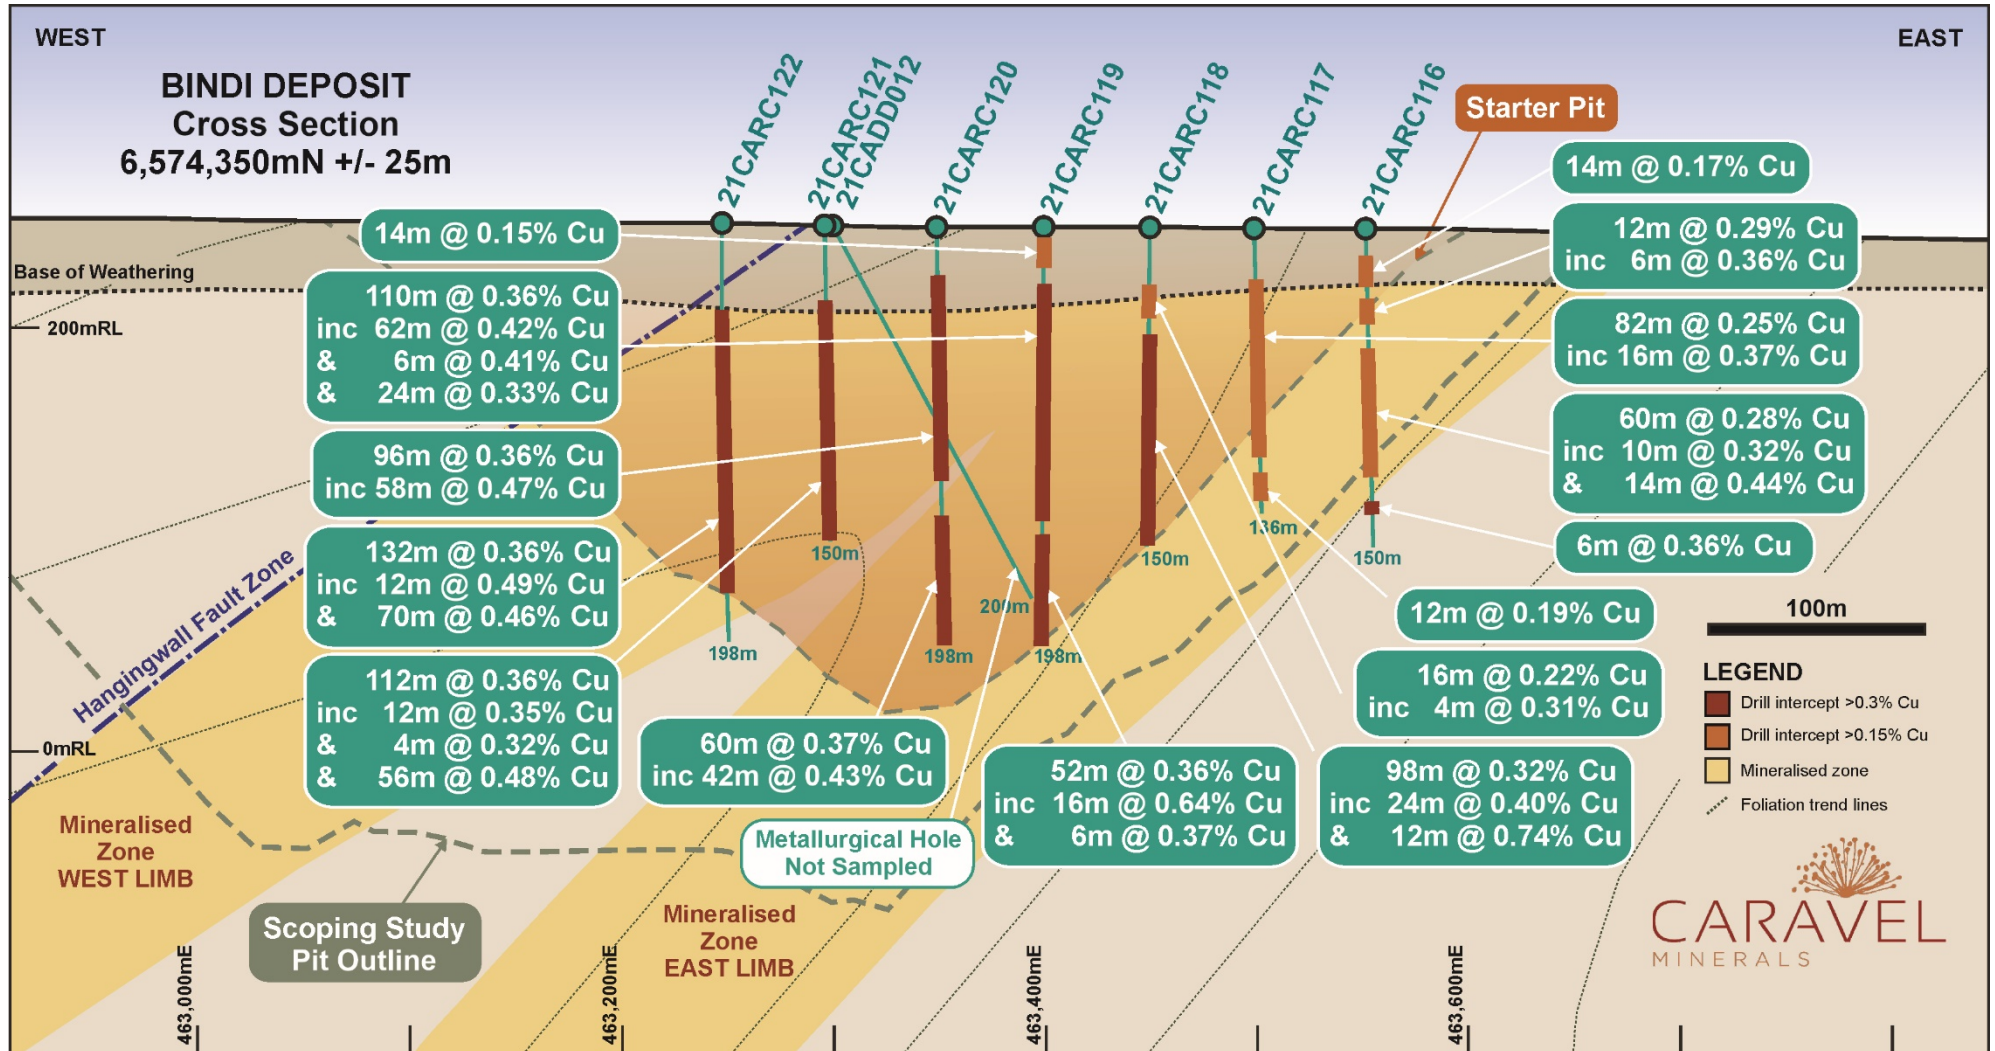 WEST
EAST
BINDI DEPOSIT
Cross Section
6,574,350mN +/- 25m
21CARC122
21CARC121
21CADD012
21CARC120
21CARC119
21CARC118
21CARC117
21CARC116
Starter Pit
14m @ 0.15% Cu
Base of Weathering
110m @ 0.36% Cu
inc 62m @ 0.42% Cu
& 6m @ 0.41% Cu
& 24m @ 0.33% Cu
200mRL
96m @ 0.36% Cu
inc 58m @ 0.47% Cu
132m @ 0.36% Cu
inc 12m @ 0.49% Cu
& 70m @ 0.46% Cu
112m @ 0.36% Cu
inc 12m @ 0.35% Cu
& 4m @ 0.32% Cu
& 56m @ 0.48% Cu
Hangingwall Fault Zone
0mRL
14m @ 0.17% Cu
12m @ 0.29% Cu
inc 6m @ 0.36% Cu
82m @ 0.25% Cu
inc 16m @ 0.37% Cu
60m @ 0.28% Cu
inc 10m @ 0.32% Cu
& 14m @ 0.44% Cu
6m @ 0.36% Cu
12m @ 0.19% Cu
16m @ 0.22% Cu
inc 4m @ 0.31% Cu
98m @ 0.32% Cu
inc 24m @ 0.40% Cu
& 12m @ 0.74% Cu
52m @ 0.36% Cu
inc 16m @ 0.64% Cu
& 6m @ 0.37% Cu
60m @ 0.37% Cu
inc 42m @ 0.43% Cu
Metallurgical Hole
Not Sampled
198m
150m
198m
200m
198m
150m
136m
150m
100m
LEGEND
Drill intercept >0.3% Cu
Drill intercept >0.15% Cu
Mineralised zone
Foliation trend lines
Mineralised
Zone
WEST LIMB
Scoping Study
Pit Outline
Mineralised
Zone
EAST LIMB
CARAVEL
MINERALS
463,000mE
463,200mE
463,400mE
463,600mE